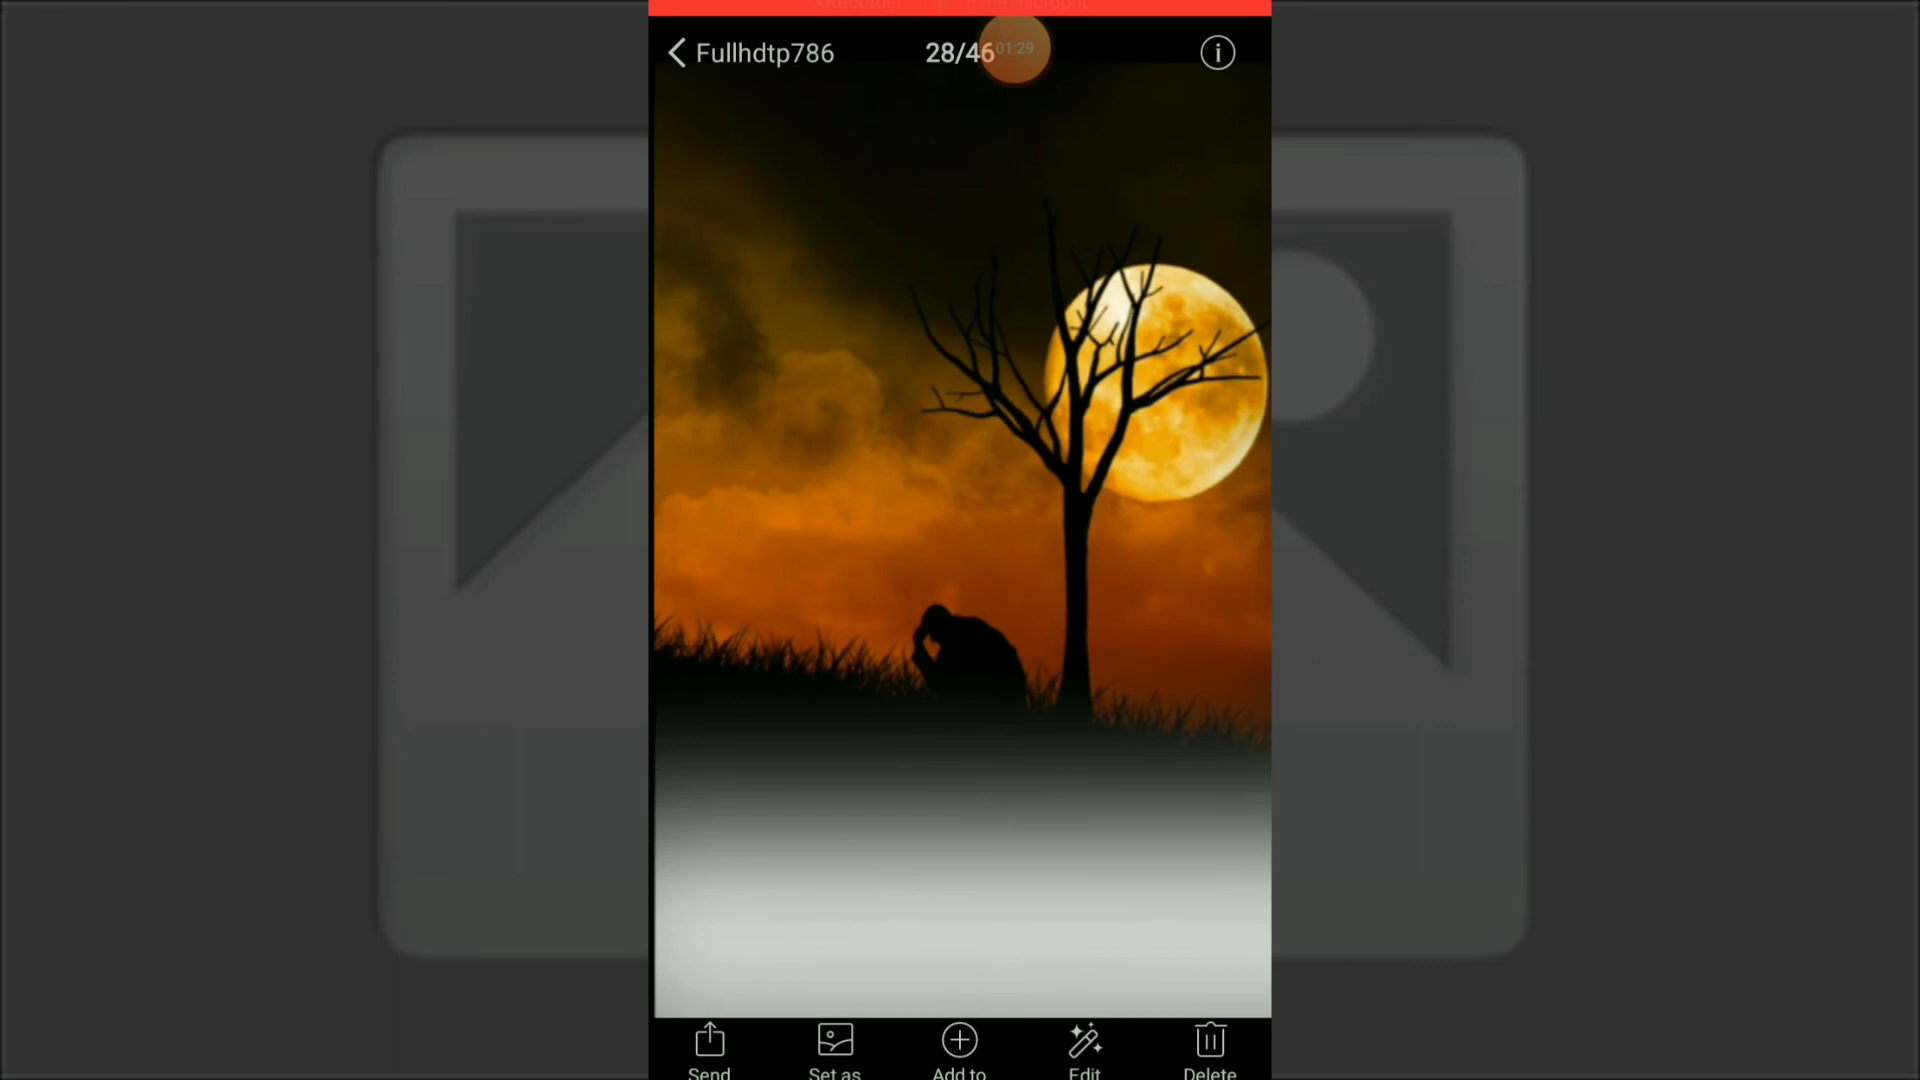 Fullhdtp786
28/46
01:29
Send
Set as
Add to
Edit
Delete